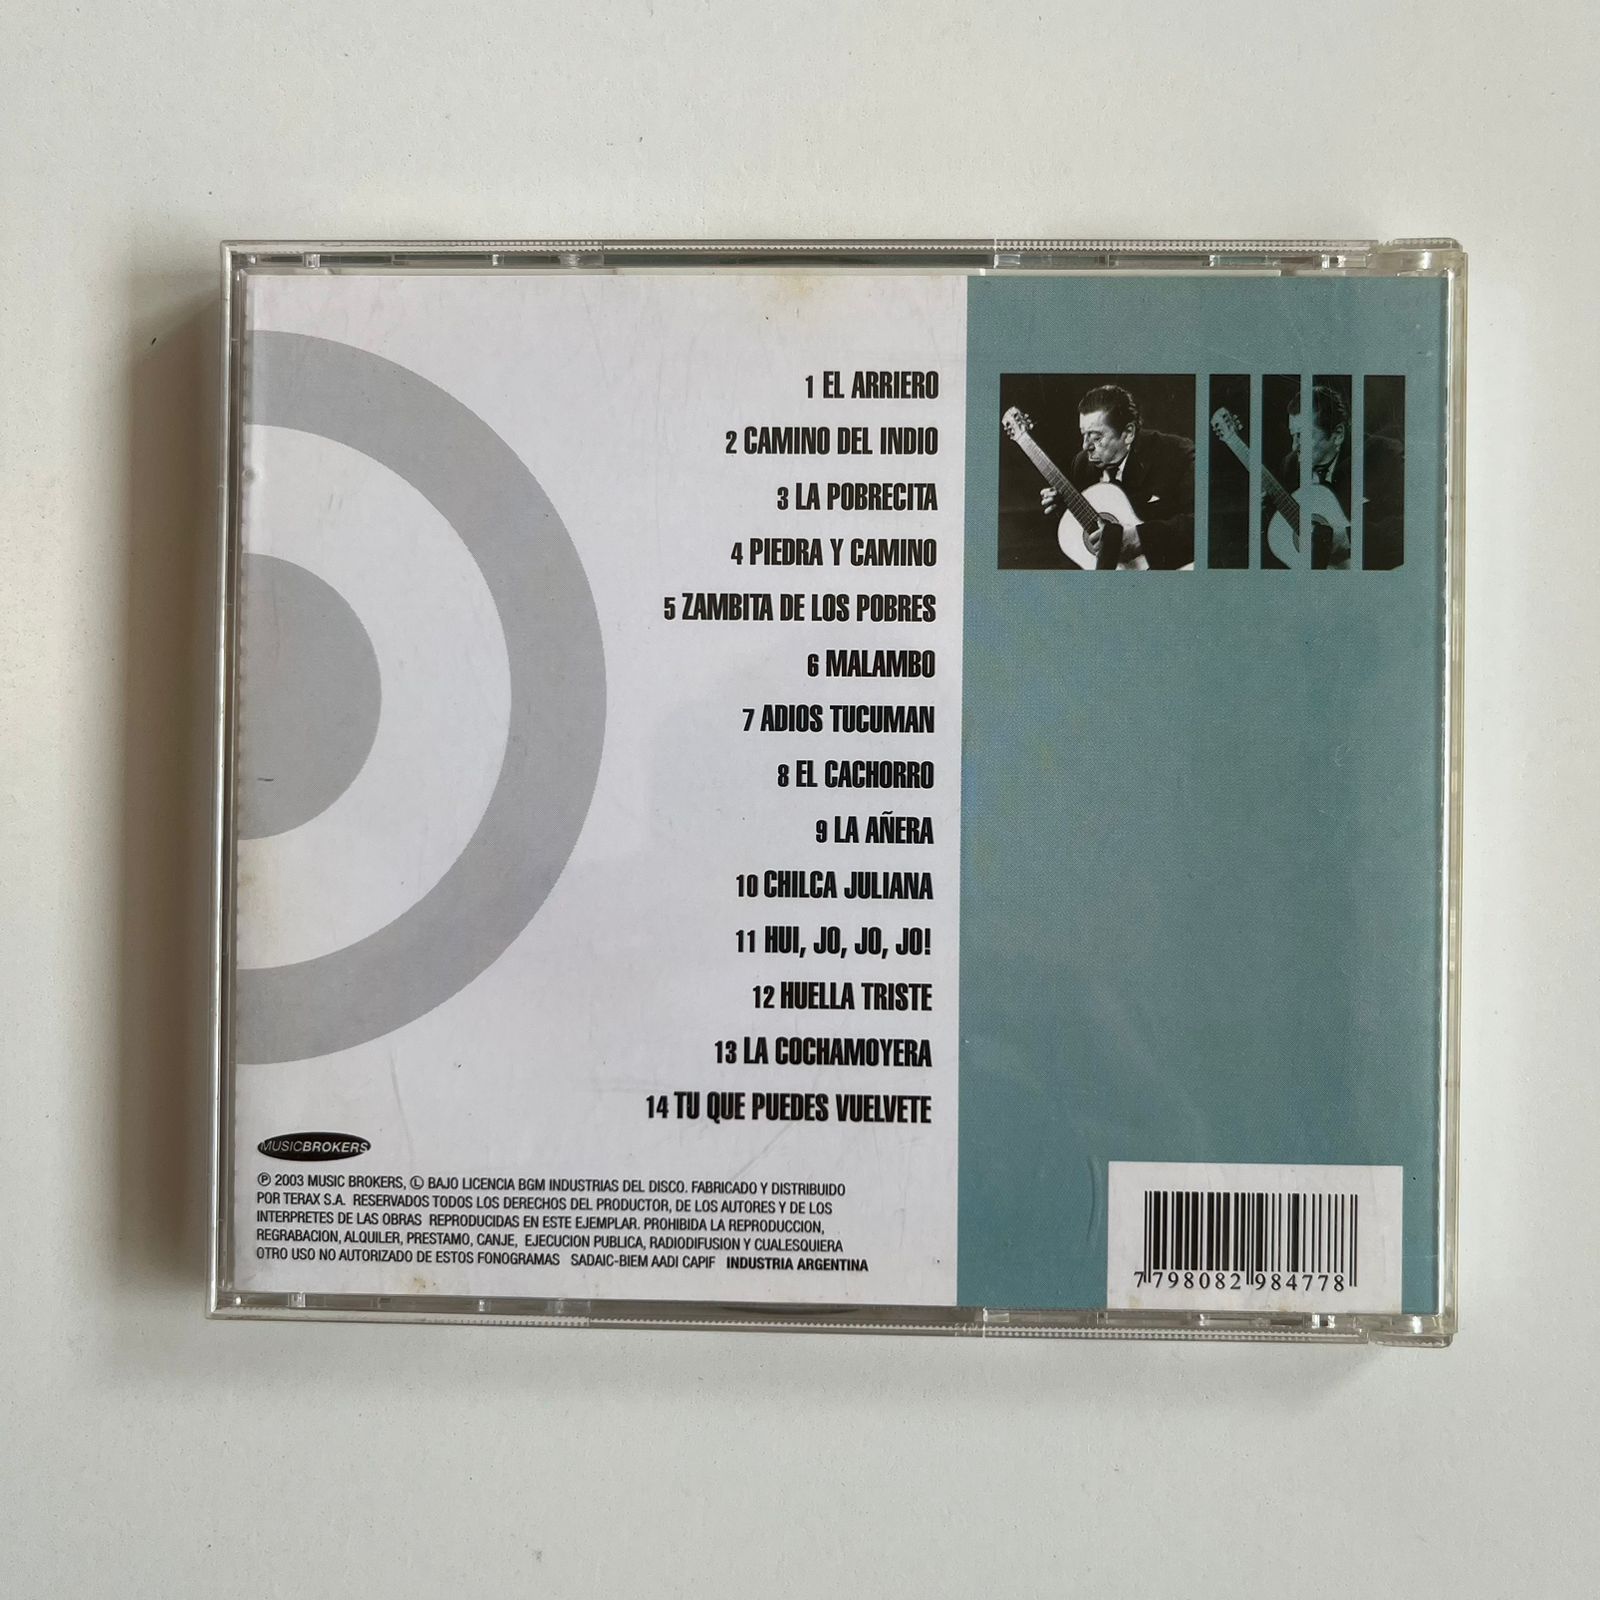 1 EL ARRIERO
2 CAMINO DEL INDIO
3 LA POBRECITA
4 PIEDRA Y CAMINO
5 ZAMBITA DE LOS POBRES
6 MALAMBO
7 ADIOS TUCUMAN
8 EL CACHORRO
9 LA AÑERA
10 CHILCA JULIANA
11 HUI, JO, JO, JO!
12 HUELLA TRISTE
13 LA COCHAMOYERA
14 TU QUE PUEDES VUELVETE
MUSICBROKERS
℗ 2003 MUSIC BROKERS, Ⓛ BAJO LICENCIA BGM INDUSTRIAS DEL DISCO. FABRICADO Y DISTRIBUIDO
POR TERAX S.A. RESERVADOS TODOS LOS DERECHOS DEL PRODUCTOR, DE LOS AUTORES Y DE LOS
INTERPRETES DE LAS OBRAS REPRODUCIDAS EN ESTE EJEMPLAR. PROHIBIDA LA REPRODUCCION,
REGRABACION, ALQUILER, PRESTAMO, CANJE, EJECUCION PUBLICA, RADIODIFUSION Y CUALESQUIERA
OTRO USO NO AUTORIZADO DE ESTOS FONOGRAMAS SADAIC-BIEM AADI CAPIF INDUSTRIA ARGENTINA
7 798082 984778